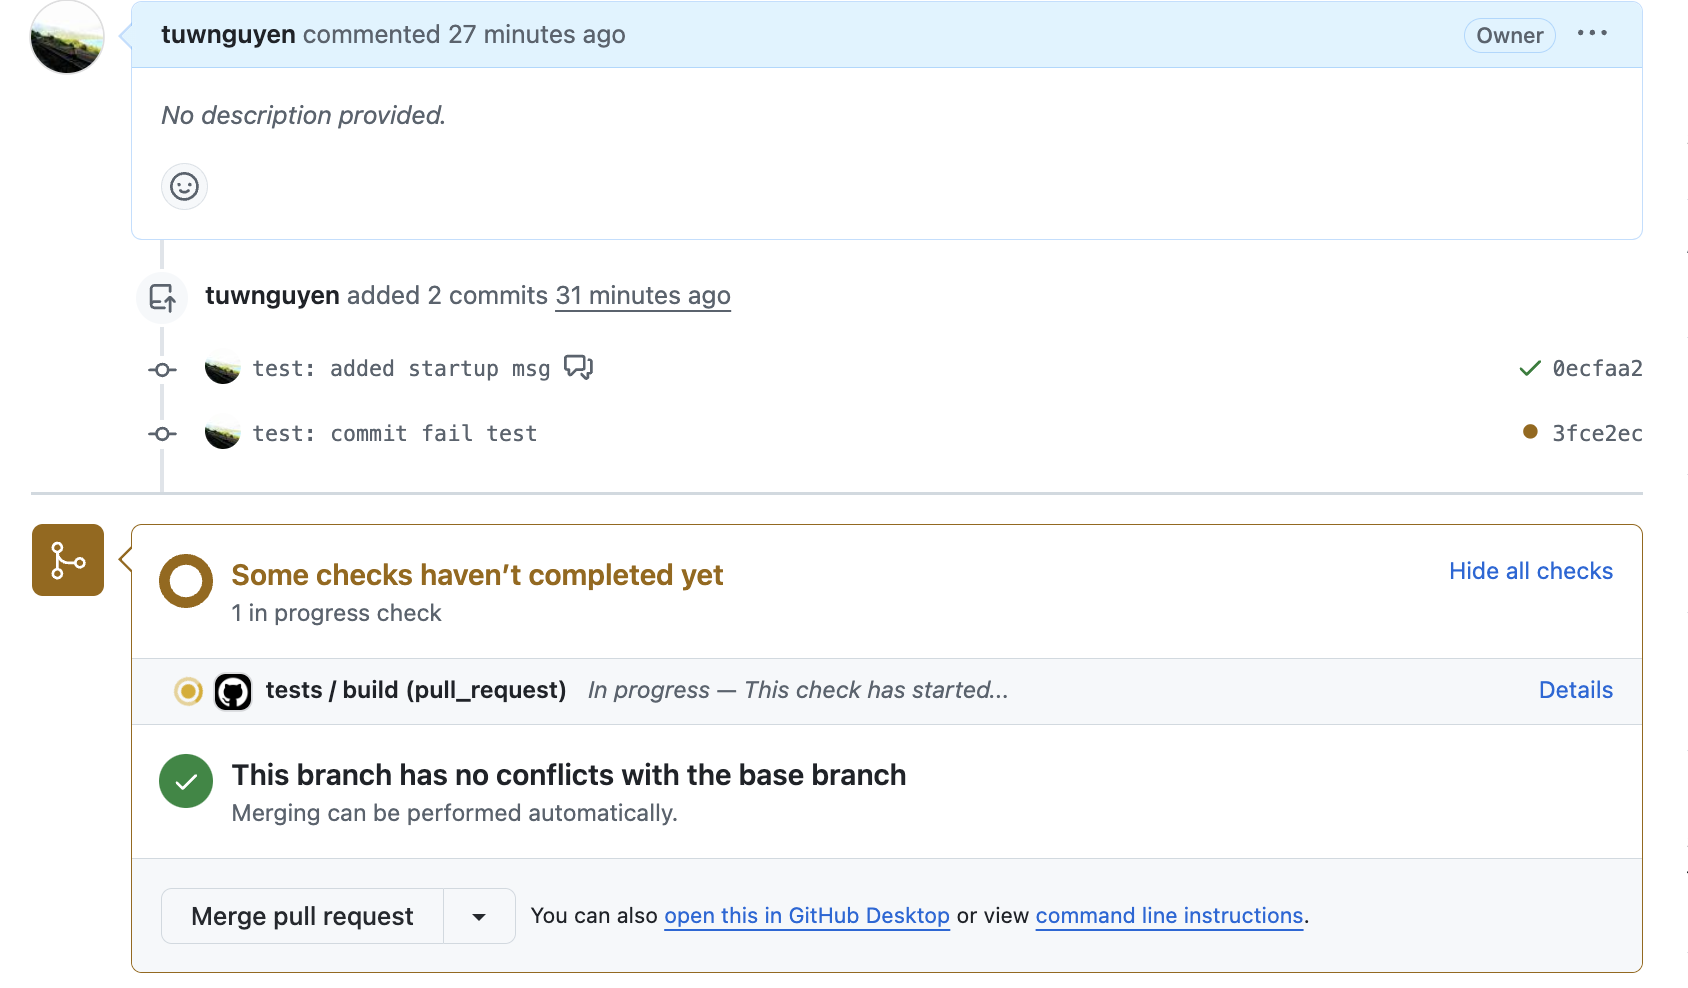 tuwnguyen commented 27 minutes ago Owner
No description provided.
tuwnguyen added 2 commits 31 minutes ago
test: added startup msg 0ecfaa2
test: commit fail test 3fce2ec
Some checks haven’t completed yet Hide all checks
1 in progress check
tests / build (pull_request) In progress — This check has started... Details
This branch has no conflicts with the base branch
Merging can be performed automatically.
Merge pull request You can also open this in GitHub Desktop or view command line instructions.